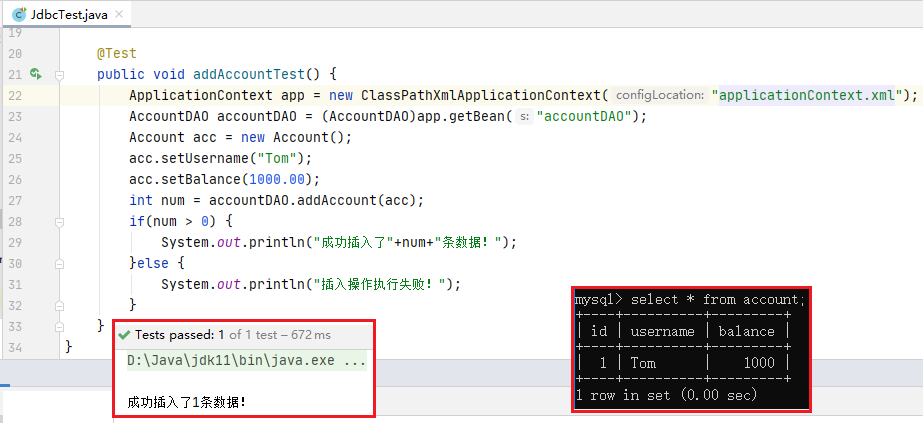 JdbcTest.java
19
20 @Test
21 public void addAccountTest() {
22 ApplicationContext app = new ClassPathXmlApplicationContext( configLocation: "applicationContext.xml");
23 AccountDAO accountDAO = (AccountDAO)app.getBean( s: "accountDAO");
24 Account acc = new Account();
25 acc.setUsername("Tom");
26 acc.setBalance(1000.00);
27 int num = accountDAO.addAccount(acc);
28 if(num > 0) {
29 System.out.println("成功插入了"+num+"条数据！");
30 }else {
31 System.out.println("插入操作执行失败！");
32 }
33 }
34 }
Tests passed: 1 of 1 test – 672 ms
D:\Java\jdk11\bin\java.exe ...
成功插入了1条数据！
mysql> select * from account;
+----+----------+---------+
| id | username | balance |
+----+----------+---------+
| 1 | Tom | 1000 |
+----+----------+---------+
1 row in set (0.00 sec)